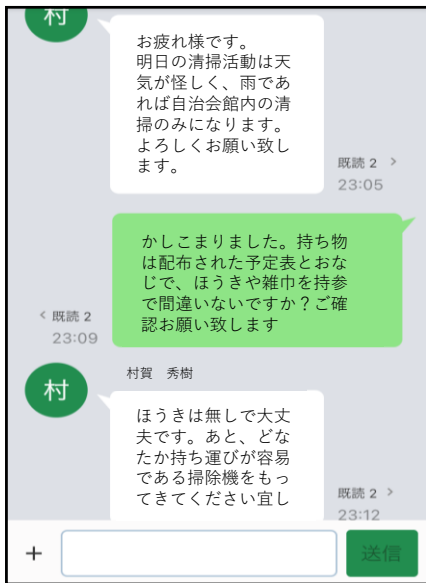 村
お疲れ様です。
明日の清掃活動は天
気が怪しく、雨であ
れば自治会館内の清
掃のみになります。
よろしくお願い致し
ます。
既読 2 >
23:05
かしこまりました。持ち物
は配布された予定表とおな
じで、ほうきや雑巾を持参
で間違いないですか？ご確
認お願い致します
< 既読 2
23:09
村賀 秀樹
村
ほうきは無しで大丈
夫です。あと、どな
たか持ち運びが容易
である掃除機をもっ
てきてください宜し
既読 2 >
23:12
+
送信